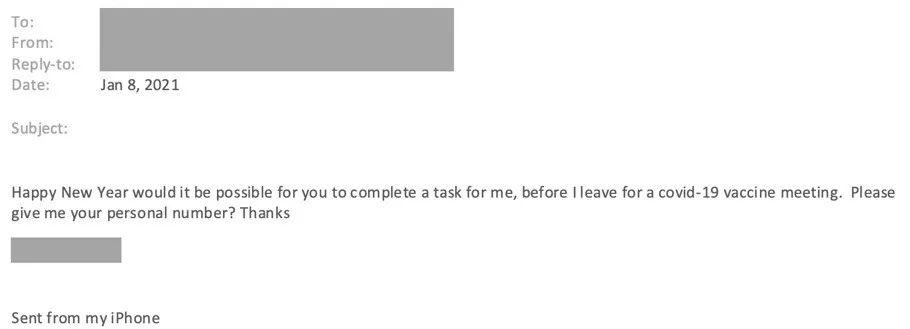 To:
From:
Reply-to:
Date: Jan 8, 2021
Subject:
Happy New Year would it be possible for you to complete a task for me, before I leave for a covid-19 vaccine meeting.  Please
give me your personal number? Thanks
Sent from my iPhone